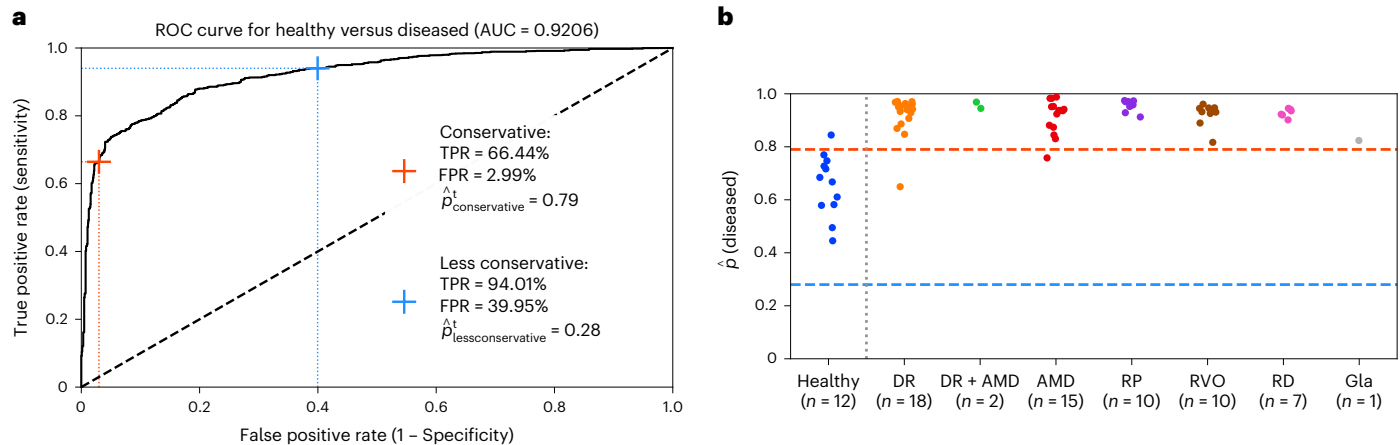 a
ROC curve for healthy versus diseased (AUC = 0.9206)
1.0
0.8
0.6
0.4
0.2
0
0
0.2
0.4
0.6
0.8
1.0
True positive rate (sensitivity)
False positive rate (1 – Specificity)
Conservative:
TPR = 66.44%
FPR = 2.99%
p̂ᵗconservative = 0.79
Less conservative:
TPR = 94.01%
FPR = 39.95%
p̂ᵗlessconservative = 0.28
b
1.0
0.8
0.6
0.4
0.2
0
p̂ (diseased)
Healthy
(n = 12)
DR
(n = 18)
DR + AMD
(n = 2)
AMD
(n = 15)
RP
(n = 10)
RVO
(n = 10)
RD
(n = 7)
Gla
(n = 1)